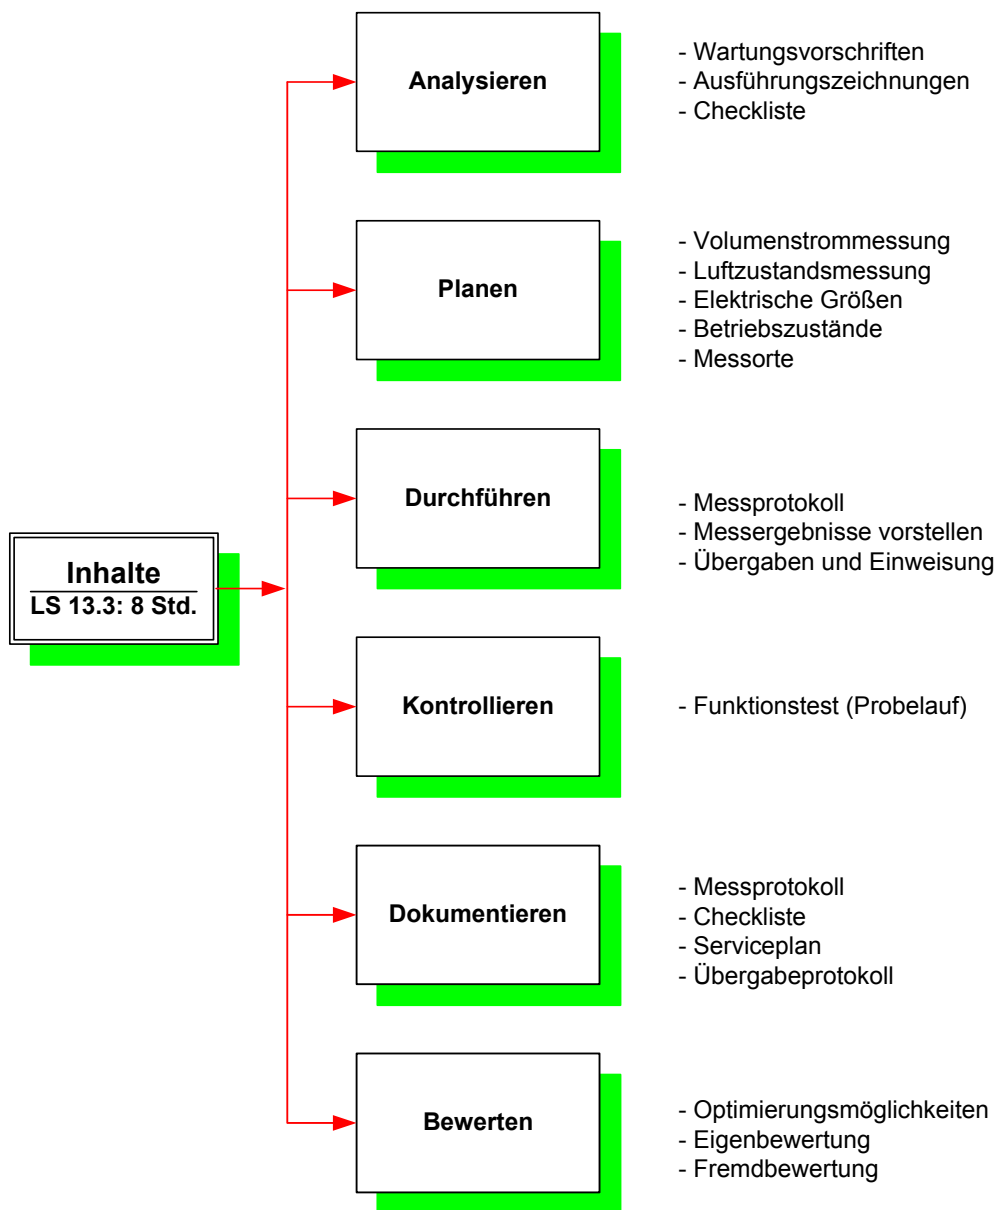 Analysieren
- Wartungsvorschriften
- Ausführungszeichnungen
- Checkliste
Planen
- Volumenstrommessung
- Luftzustandsmessung
- Elektrische Größen
- Betriebszustände
- Messorte
Durchführen
- Messprotokoll
- Messergebnisse vorstellen
- Übergaben und Einweisung
Inhalte
LS 13.3: 8 Std.
Kontrollieren
- Funktionstest (Probelauf)
Dokumentieren
- Messprotokoll
- Checkliste
- Serviceplan
- Übergabeprotokoll
Bewerten
- Optimierungsmöglichkeiten
- Eigenbewertung
- Fremdbewertung